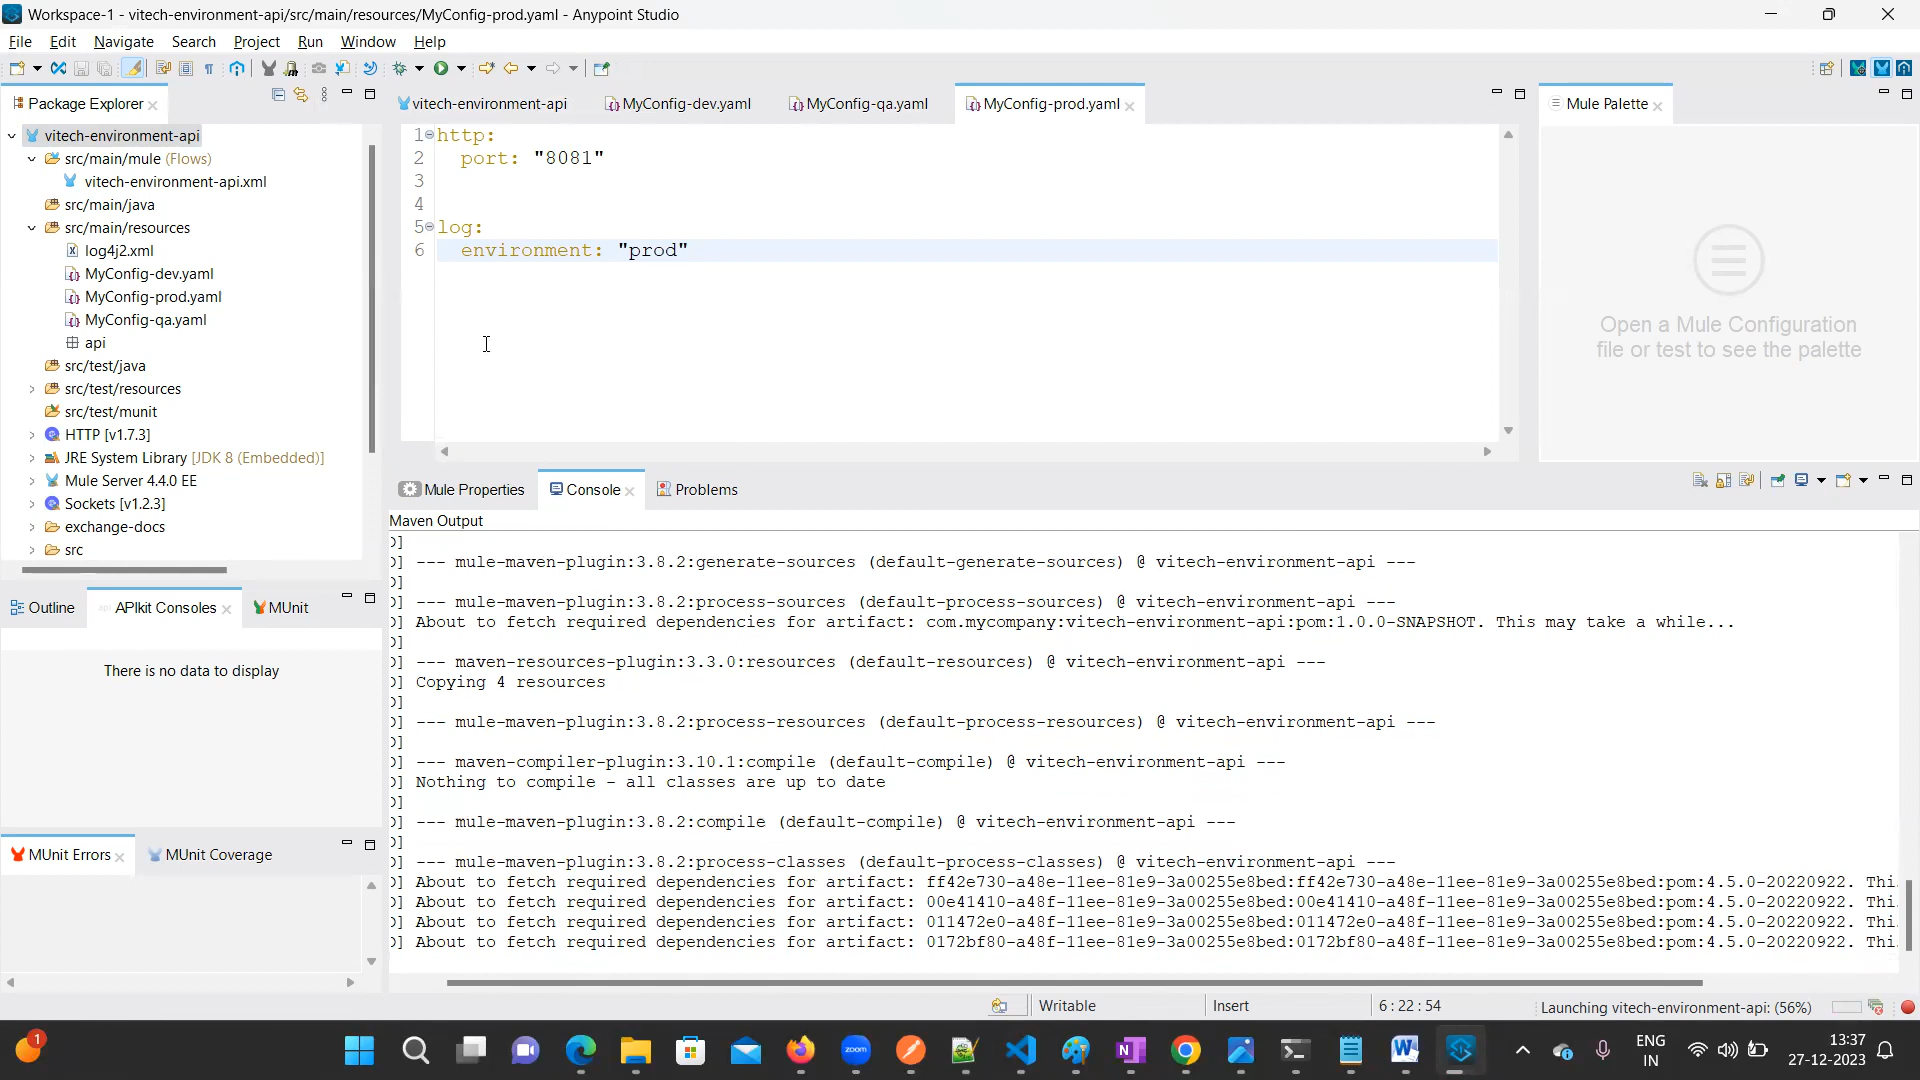 Workspace-1 - vitech-environment-api/src/main/resources/MyConfig-prod.yaml - Anypoint Studio
File Edit Navigate Search Project Run Window Help
Package Explorer
vitech-environment-api
src/main/mule (Flows)
vitech-environment-api.xml
src/main/java
src/main/resources
log4j2.xml
MyConfig-dev.yaml
MyConfig-prod.yaml
MyConfig-qa.yaml
api
src/test/java
src/test/resources
src/test/munit
HTTP [v1.7.3]
JRE System Library [JDK 8 (Embedded)]
Mule Server 4.4.0 EE
Sockets [v1.2.3]
exchange-docs
src
vitech-environment-api MyConfig-dev.yaml MyConfig-qa.yaml MyConfig-prod.yaml
1 http:
2 port: "8081"
3
4
5 log:
6 environment: "prod"
Mule Palette
Open a Mule Configuration
file or test to see the palette
Outline APIkit Consoles MUnit
There is no data to display
MUnit Errors MUnit Coverage
Mule Properties Console Problems
Maven Output
]
] --- mule-maven-plugin:3.8.2:generate-sources (default-generate-sources) @ vitech-environment-api ---
]
] --- mule-maven-plugin:3.8.2:process-sources (default-process-sources) @ vitech-environment-api ---
] About to fetch required dependencies for artifact: com.mycompany:vitech-environment-api:pom:1.0.0-SNAPSHOT. This may take a while...
]
] --- maven-resources-plugin:3.3.0:resources (default-resources) @ vitech-environment-api ---
] Copying 4 resources
]
] --- mule-maven-plugin:3.8.2:process-resources (default-process-resources) @ vitech-environment-api ---
]
] --- maven-compiler-plugin:3.10.1:compile (default-compile) @ vitech-environment-api ---
] Nothing to compile - all classes are up to date
]
] --- mule-maven-plugin:3.8.2:compile (default-compile) @ vitech-environment-api ---
]
] --- mule-maven-plugin:3.8.2:process-classes (default-process-classes) @ vitech-environment-api ---
] About to fetch required dependencies for artifact: ff42e730-a48e-11ee-81e9-3a00255e8bed:ff42e730-a48e-11ee-81e9-3a00255e8bed:pom:4.5.0-20220922. Thi
] About to fetch required dependencies for artifact: 00e41410-a48f-11ee-81e9-3a00255e8bed:00e41410-a48f-11ee-81e9-3a00255e8bed:pom:4.5.0-20220922. Thi
] About to fetch required dependencies for artifact: 011472e0-a48f-11ee-81e9-3a00255e8bed:011472e0-a48f-11ee-81e9-3a00255e8bed:pom:4.5.0-20220922. Thi
] About to fetch required dependencies for artifact: 0172bf80-a48f-11ee-81e9-3a00255e8bed:0172bf80-a48f-11ee-81e9-3a00255e8bed:pom:4.5.0-20220922. Thi
Writable Insert 6:22:54 Launching vitech-environment-api: (56%)
1
zoom
ENG
IN
13:37
27-12-2023